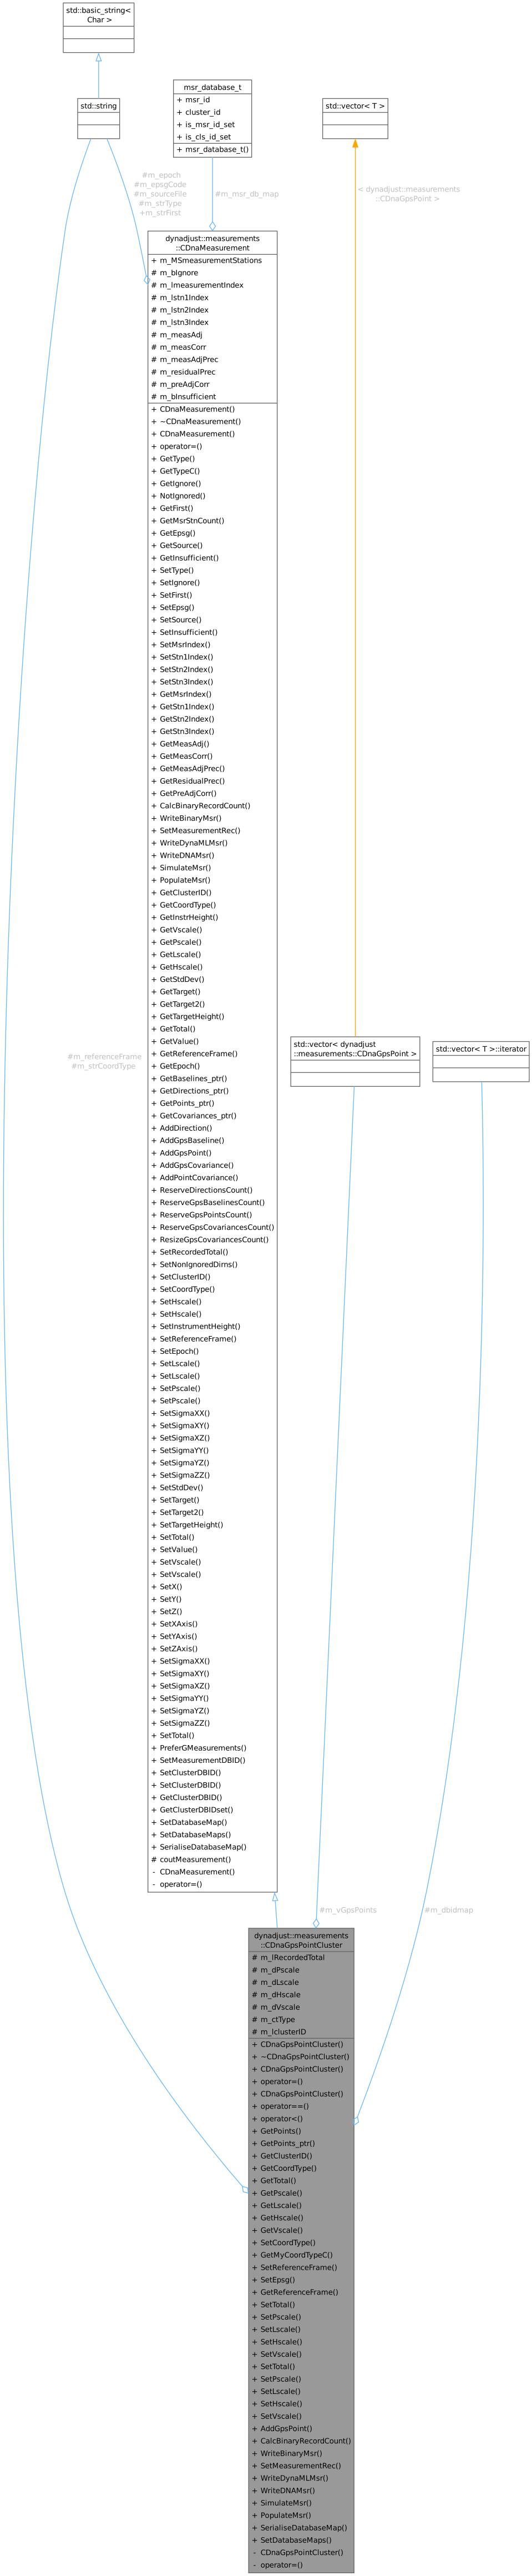 std::basic_string<
Char >
std::string
msr_database_t
+ msr_id
+ cluster_id
+ is_msr_id_set
+ is_cls_id_set
+ msr_database_t()
std::vector< T >
#m_epoch
#m_epsgCode
#m_sourceFile
#m_strType
+m_strFirst
#m_msr_db_map
< dynadjust::measurements
::CDnaGpsPoint >
dynadjust::measurements
::CDnaMeasurement
+ m_MSmeasurementStations
# m_bIgnore
# m_lmeasurementIndex
# m_lstn1Index
# m_lstn2Index
# m_lstn3Index
# m_measAdj
# m_measCorr
# m_measAdjPrec
# m_residualPrec
# m_preAdjCorr
# m_bInsufficient
+ CDnaMeasurement()
+ ~CDnaMeasurement()
+ CDnaMeasurement()
+ operator=()
+ GetType()
+ GetTypeC()
+ GetIgnore()
+ NotIgnored()
+ GetFirst()
+ GetMsrStnCount()
+ GetEpsg()
+ GetSource()
+ GetInsufficient()
+ SetType()
+ SetIgnore()
+ SetFirst()
+ SetEpsg()
+ SetSource()
+ SetInsufficient()
+ SetMsrIndex()
+ SetStn1Index()
+ SetStn2Index()
+ SetStn3Index()
+ GetMsrIndex()
+ GetStn1Index()
+ GetStn2Index()
+ GetStn3Index()
+ GetMeasAdj()
+ GetMeasCorr()
+ GetMeasAdjPrec()
+ GetResidualPrec()
+ GetPreAdjCorr()
+ CalcBinaryRecordCount()
+ WriteBinaryMsr()
+ SetMeasurementRec()
+ WriteDynaMLMsr()
+ WriteDNAMsr()
+ SimulateMsr()
+ PopulateMsr()
+ GetClusterID()
+ GetCoordType()
+ GetInstrHeight()
+ GetVscale()
+ GetPscale()
+ GetLscale()
+ GetHscale()
+ GetStdDev()
+ GetTarget()
+ GetTarget2()
+ GetTargetHeight()
+ GetTotal()
+ GetValue()
+ GetReferenceFrame()
+ GetEpoch()
+ GetBaselines_ptr()
+ GetDirections_ptr()
+ GetPoints_ptr()
+ GetCovariances_ptr()
+ AddDirection()
+ AddGpsBaseline()
+ AddGpsPoint()
+ AddGpsCovariance()
+ AddPointCovariance()
+ ReserveDirectionsCount()
+ ReserveGpsBaselinesCount()
+ ReserveGpsPointsCount()
+ ReserveGpsCovariancesCount()
+ ResizeGpsCovariancesCount()
+ SetRecordedTotal()
+ SetNonIgnoredDirns()
+ SetClusterID()
+ SetCoordType()
+ SetHscale()
+ SetHscale()
+ SetInstrumentHeight()
+ SetReferenceFrame()
+ SetEpoch()
+ SetLscale()
+ SetLscale()
+ SetPscale()
+ SetPscale()
+ SetSigmaXX()
+ SetSigmaXY()
+ SetSigmaXZ()
+ SetSigmaYY()
+ SetSigmaYZ()
+ SetSigmaZZ()
+ SetStdDev()
+ SetTarget()
+ SetTarget2()
+ SetTargetHeight()
+ SetTotal()
+ SetValue()
+ SetVscale()
+ SetVscale()
+ SetX()
+ SetY()
+ SetZ()
+ SetXAxis()
+ SetYAxis()
+ SetZAxis()
+ SetSigmaXX()
+ SetSigmaXY()
+ SetSigmaXZ()
+ SetSigmaYY()
+ SetSigmaYZ()
+ SetSigmaZZ()
+ SetTotal()
+ PreferGMeasurements()
+ SetMeasurementDBID()
+ SetClusterDBID()
+ SetClusterDBID()
+ GetClusterDBID()
+ GetClusterDBIDset()
+ SetDatabaseMap()
+ SetDatabaseMaps()
+ SerialiseDatabaseMap()
# coutMeasurement()
- CDnaMeasurement()
- operator=()
std::vector< dynadjust
::measurements::CDnaGpsPoint >
std::vector< T >::iterator
#m_referenceFrame
#m_strCoordType
#m_vGpsPoints
#m_dbidmap
dynadjust::measurements
::CDnaGpsPointCluster
# m_lRecordedTotal
# m_dPscale
# m_dLscale
# m_dHscale
# m_dVscale
# m_ctType
# m_lclusterID
+ CDnaGpsPointCluster()
+ ~CDnaGpsPointCluster()
+ CDnaGpsPointCluster()
+ operator=()
+ CDnaGpsPointCluster()
+ operator==()
+ operator<()
+ GetPoints()
+ GetPoints_ptr()
+ GetClusterID()
+ GetCoordType()
+ GetTotal()
+ GetPscale()
+ GetLscale()
+ GetHscale()
+ GetVscale()
+ SetCoordType()
+ GetMyCoordTypeC()
+ SetReferenceFrame()
+ SetEpsg()
+ GetReferenceFrame()
+ SetTotal()
+ SetPscale()
+ SetLscale()
+ SetHscale()
+ SetVscale()
+ SetTotal()
+ SetPscale()
+ SetLscale()
+ SetHscale()
+ SetVscale()
+ AddGpsPoint()
+ CalcBinaryRecordCount()
+ WriteBinaryMsr()
+ SetMeasurementRec()
+ WriteDynaMLMsr()
+ WriteDNAMsr()
+ SimulateMsr()
+ PopulateMsr()
+ SerialiseDatabaseMap()
+ SetDatabaseMaps()
- CDnaGpsPointCluster()
- operator=()